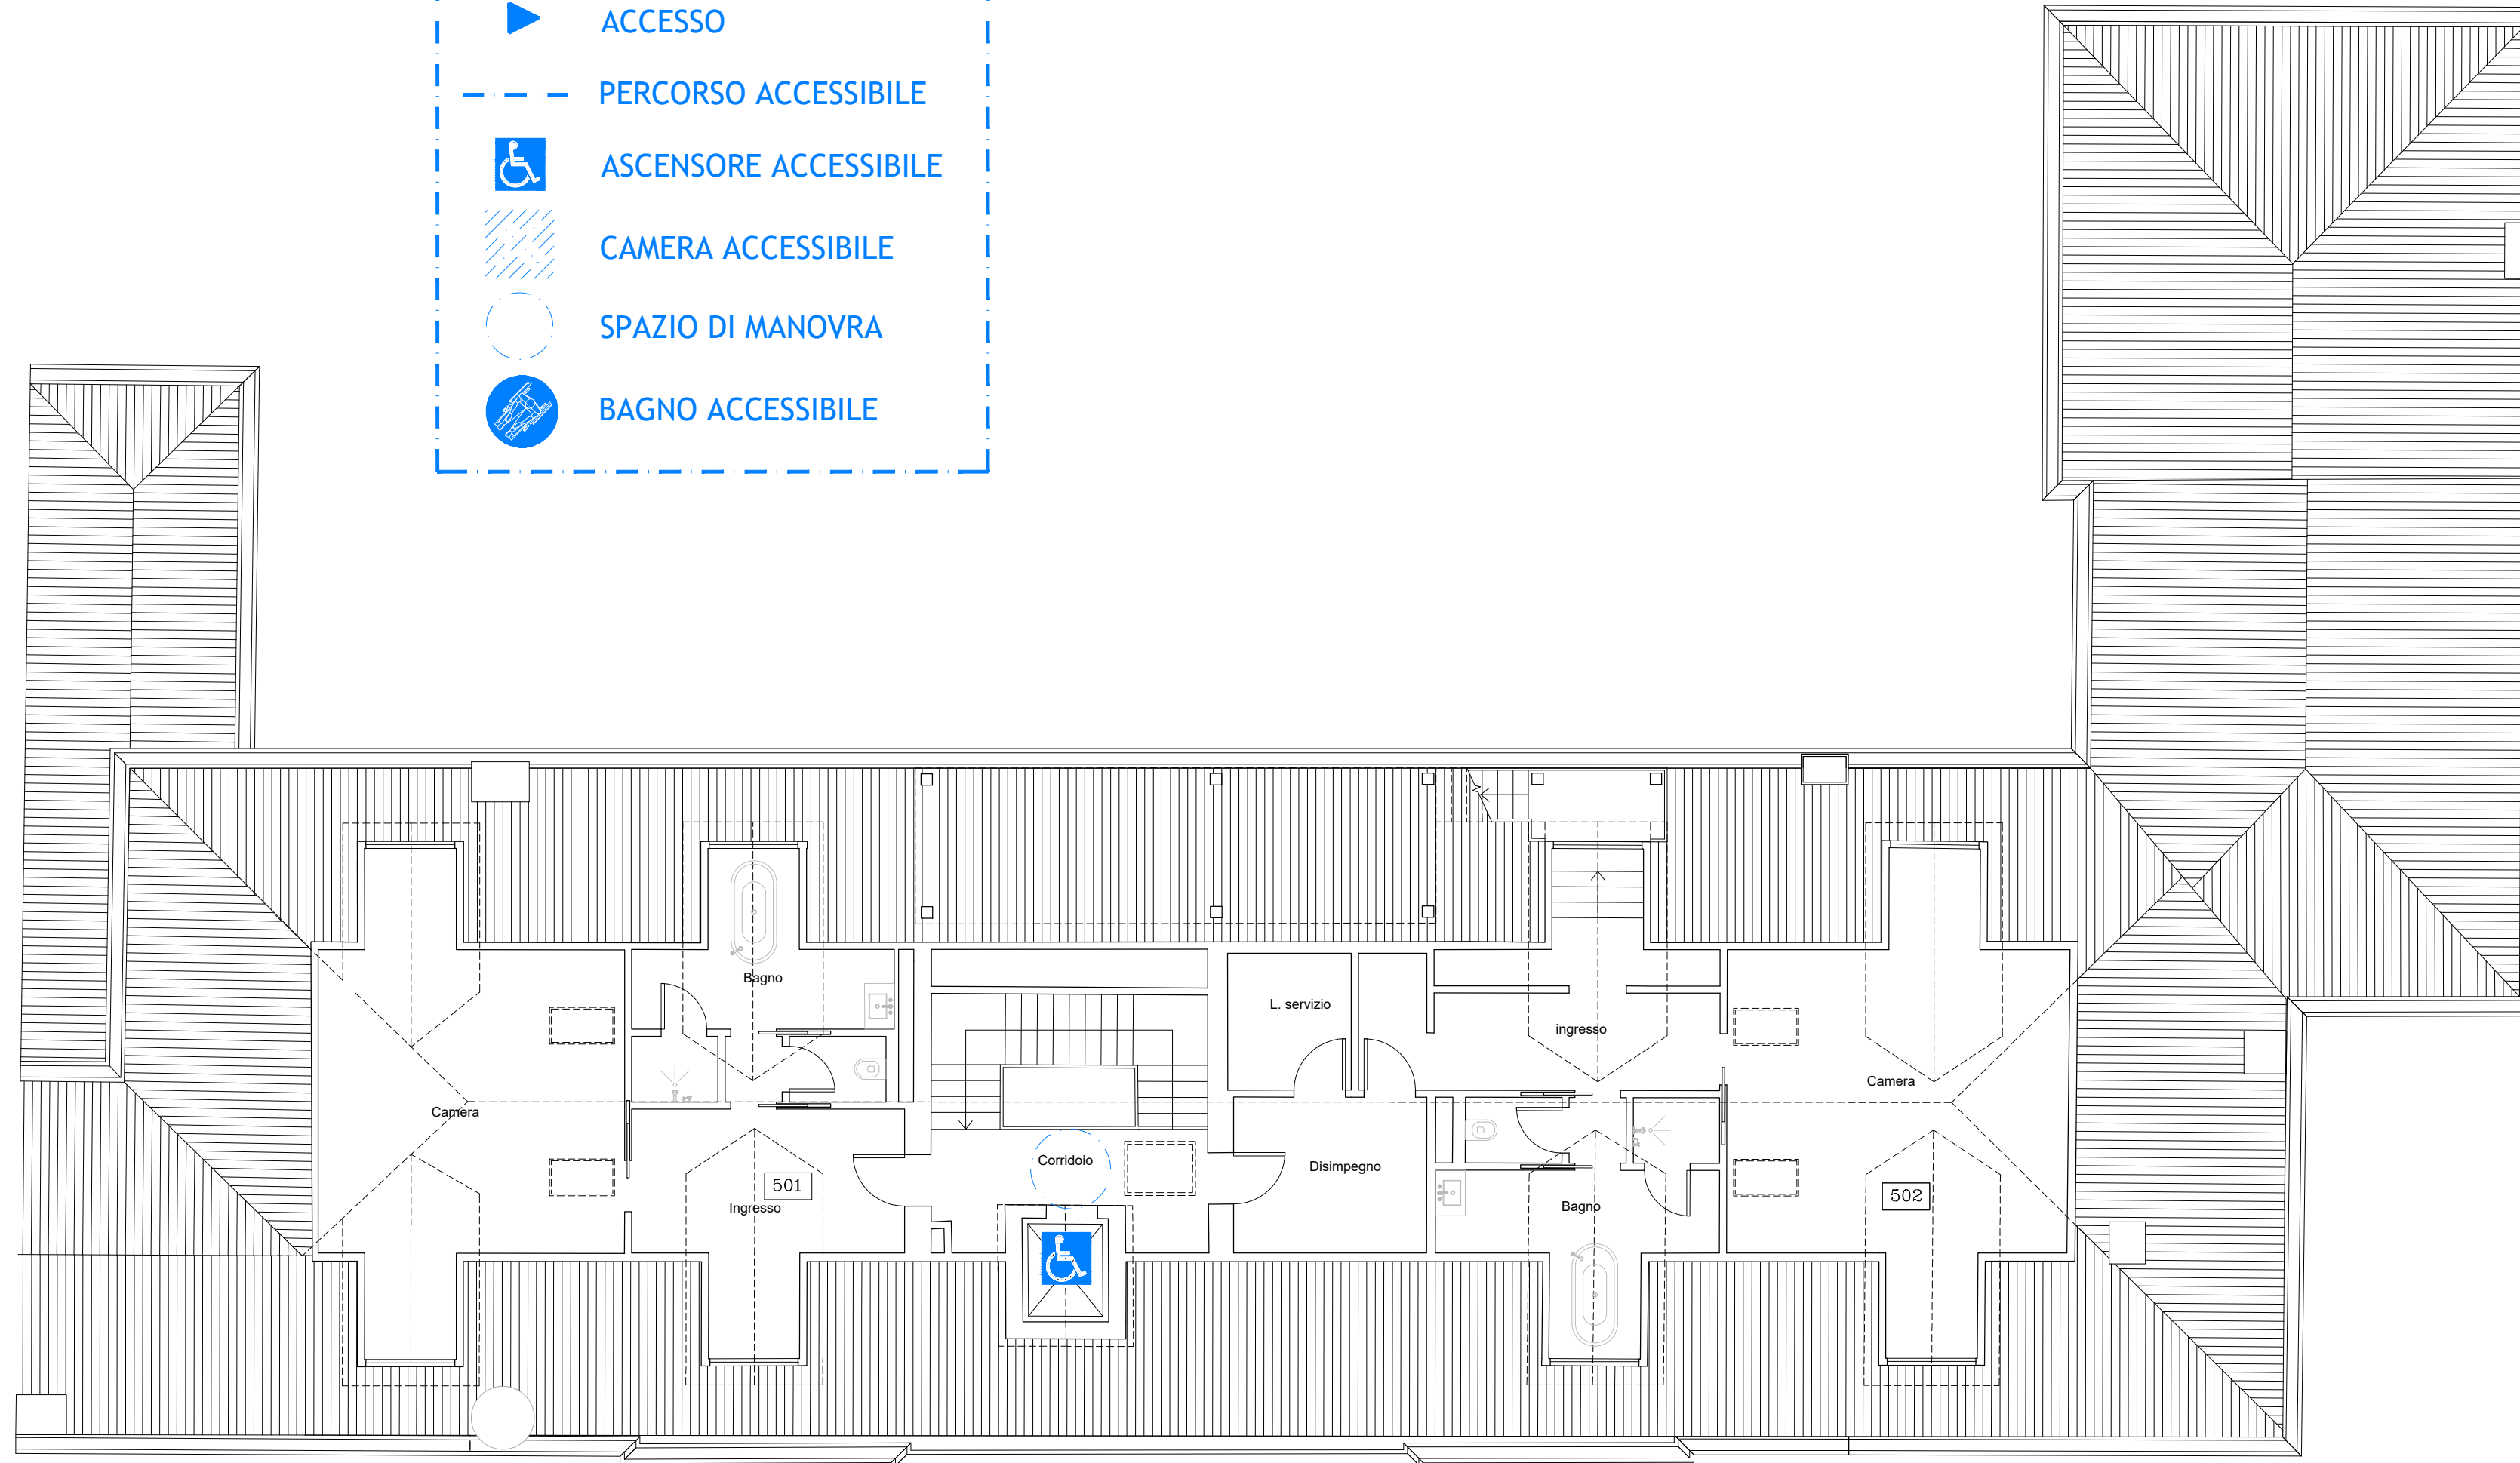 ACCESSO
PERCORSO ACCESSIBILE
ASCENSORE ACCESSIBILE
CAMERA ACCESSIBILE
SPAZIO DI MANOVRA
BAGNO ACCESSIBILE
Bagno
L. servizio
ingresso
Camera
Camera
Corridoio
Disimpegno
501
Ingresso
502
Bagno